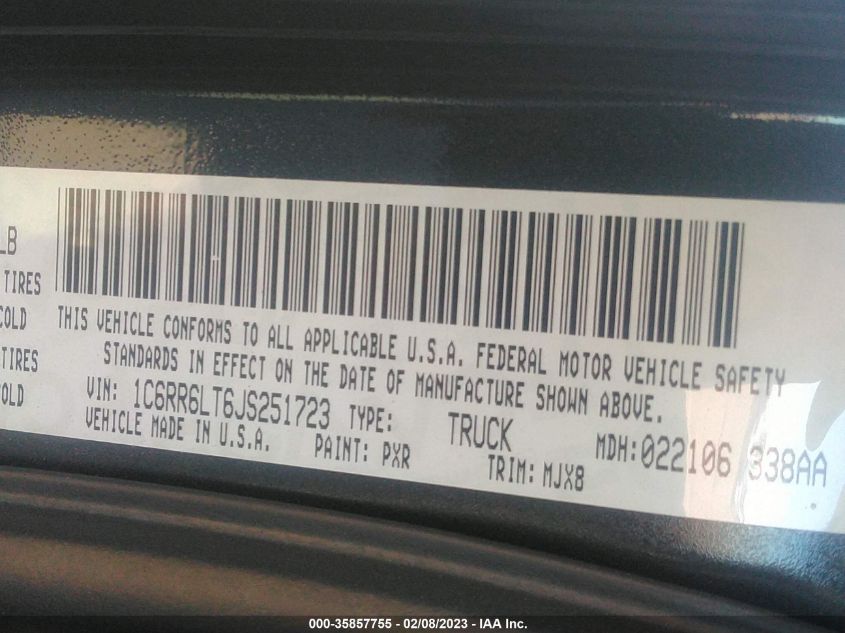 LB
TIRES
COLD
TIRES
COLD
THIS VEHICLE CONFORMS TO ALL APPLICABLE U.S.A. FEDERAL MOTOR VEHICLE SAFETY
STANDARDS IN EFFECT ON THE DATE OF MANUFACTURE SHOWN ABOVE.
VIN: 1C6RR6LT6JS251723 TYPE: TRUCK MDH:022106 338AA
VEHICLE MADE IN U.S.A. PAINT: PXR TRIM: MJX8
000-35857755 - 02/08/2023 - IAA Inc.